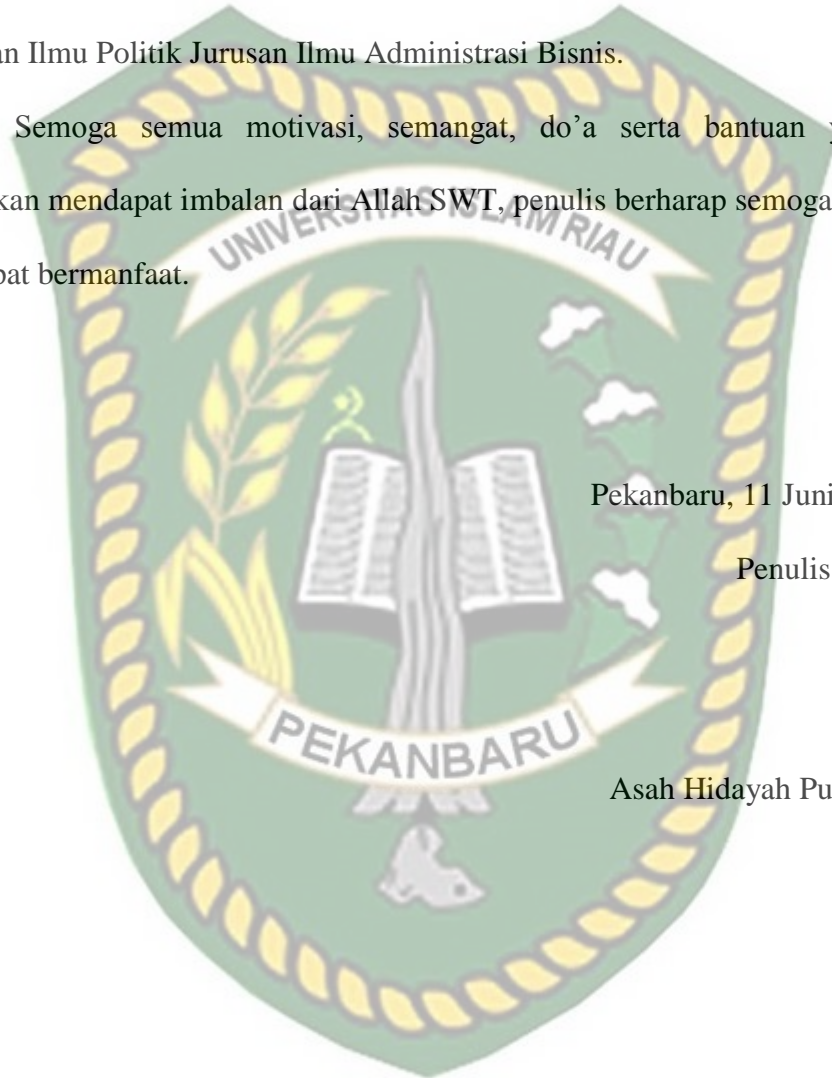 an Ilmu Politik Jurusan Ilmu Administrasi Bisnis.
Semoga semua motivasi, semangat, do’a serta bantuan
kan mendapat imbalan dari Allah SWT, penulis berharap semoga
UNIVERSITAS ISLAM RIAU
pat bermanfaat.
Pekanbaru, 11 Juni
Penulis
PEKANBARU
Asah Hidayah Pu